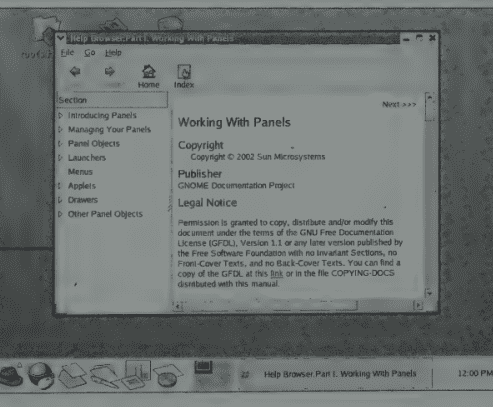 Help Browser:Part I. Working With Panels
File Go Help
Home Index
Section
Introducing Panels
Managing Your Panels
Panel Objects
Launchers
Menus
Applets
Drawers
Other Panel Objects
Next >>>
Working With Panels
Copyright
Copyright © 2002 Sun Microsystems
Publisher
GNOME Documentation Project
Legal Notice
Permission is granted to copy, distribute and/or modify this
document under the terms of the GNU Free Documentation
License (GFDL), Version 1.1 or any later version published by
the Free Software Foundation with no Invariant Sections, no
Front-Cover Texts, and no Back-Cover Texts. You can find a
copy of the GFDL at this link or in the file COPYING-DOCS
distributed with this manual.
Help Browser:Part I. Working With Panels
12:00 PM